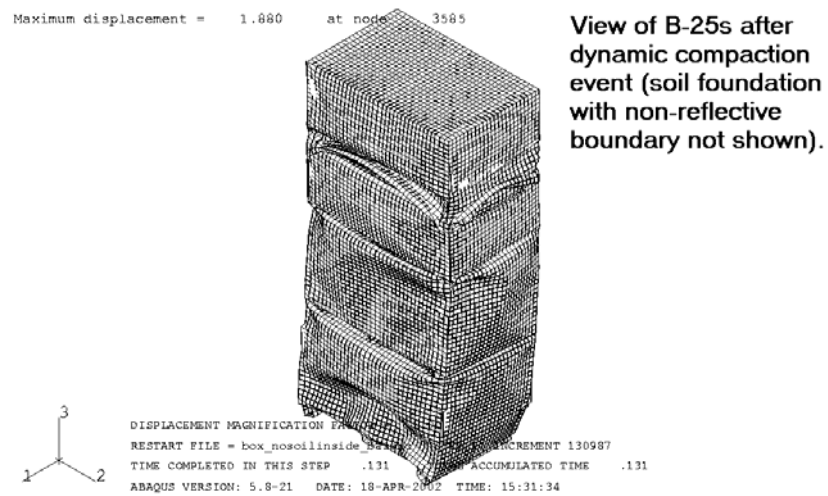 Maximum displacement = 1.880 at node 3585
View of B-25s after
dynamic compaction
event (soil foundation
with non-reflective
boundary not shown).
3
1
2
DISPLACEMENT MAGNIFICATION
RESTART FILE = INCREMENT 130987
TIME COMPLETED IN THIS STEP .131 ACCUMULATED TIME .131
ABAQUS VERSION: 5.8-21 DATE: 18-APR-2002 TIME: 15:31:34